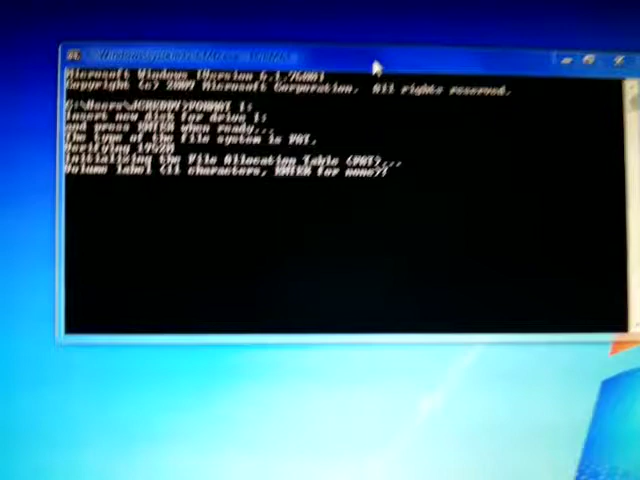 Microsoft Windows [Version 6.1.7600]
Copyright (c) 2009 Microsoft Corporation. All rights reserved.
Insert new disk for drive I:
and press ENTER when ready...
The type of the file system is FAT.
Verifying
Initializing the File Allocation Table (FAT)...
Volume label (11 characters, ENTER for none)?